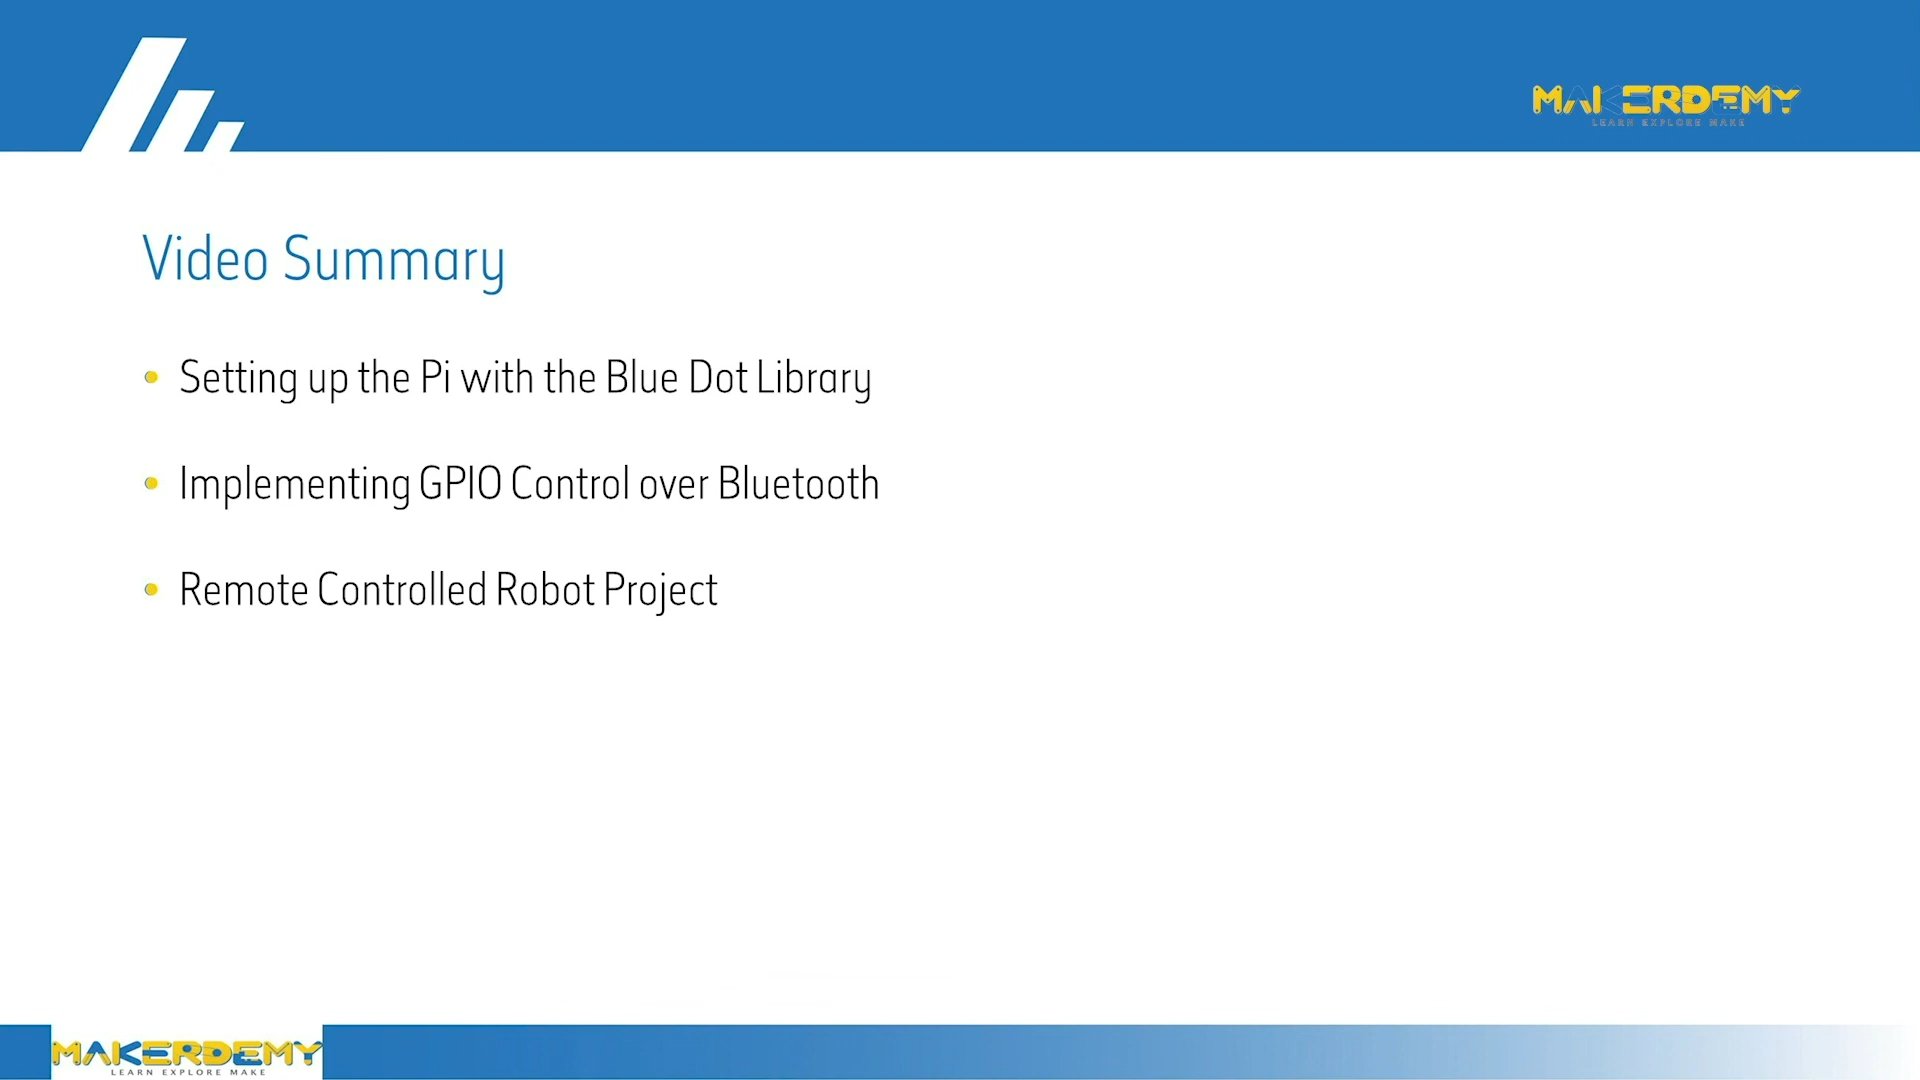 MAKERDEMY
LEARN EXPLORE MAKE
Video Summary
Setting up the Pi with the Blue Dot Library
Implementing GPIO Control over Bluetooth
Remote Controlled Robot Project
MAKERDEMY
LEARN EXPLORE MAKE